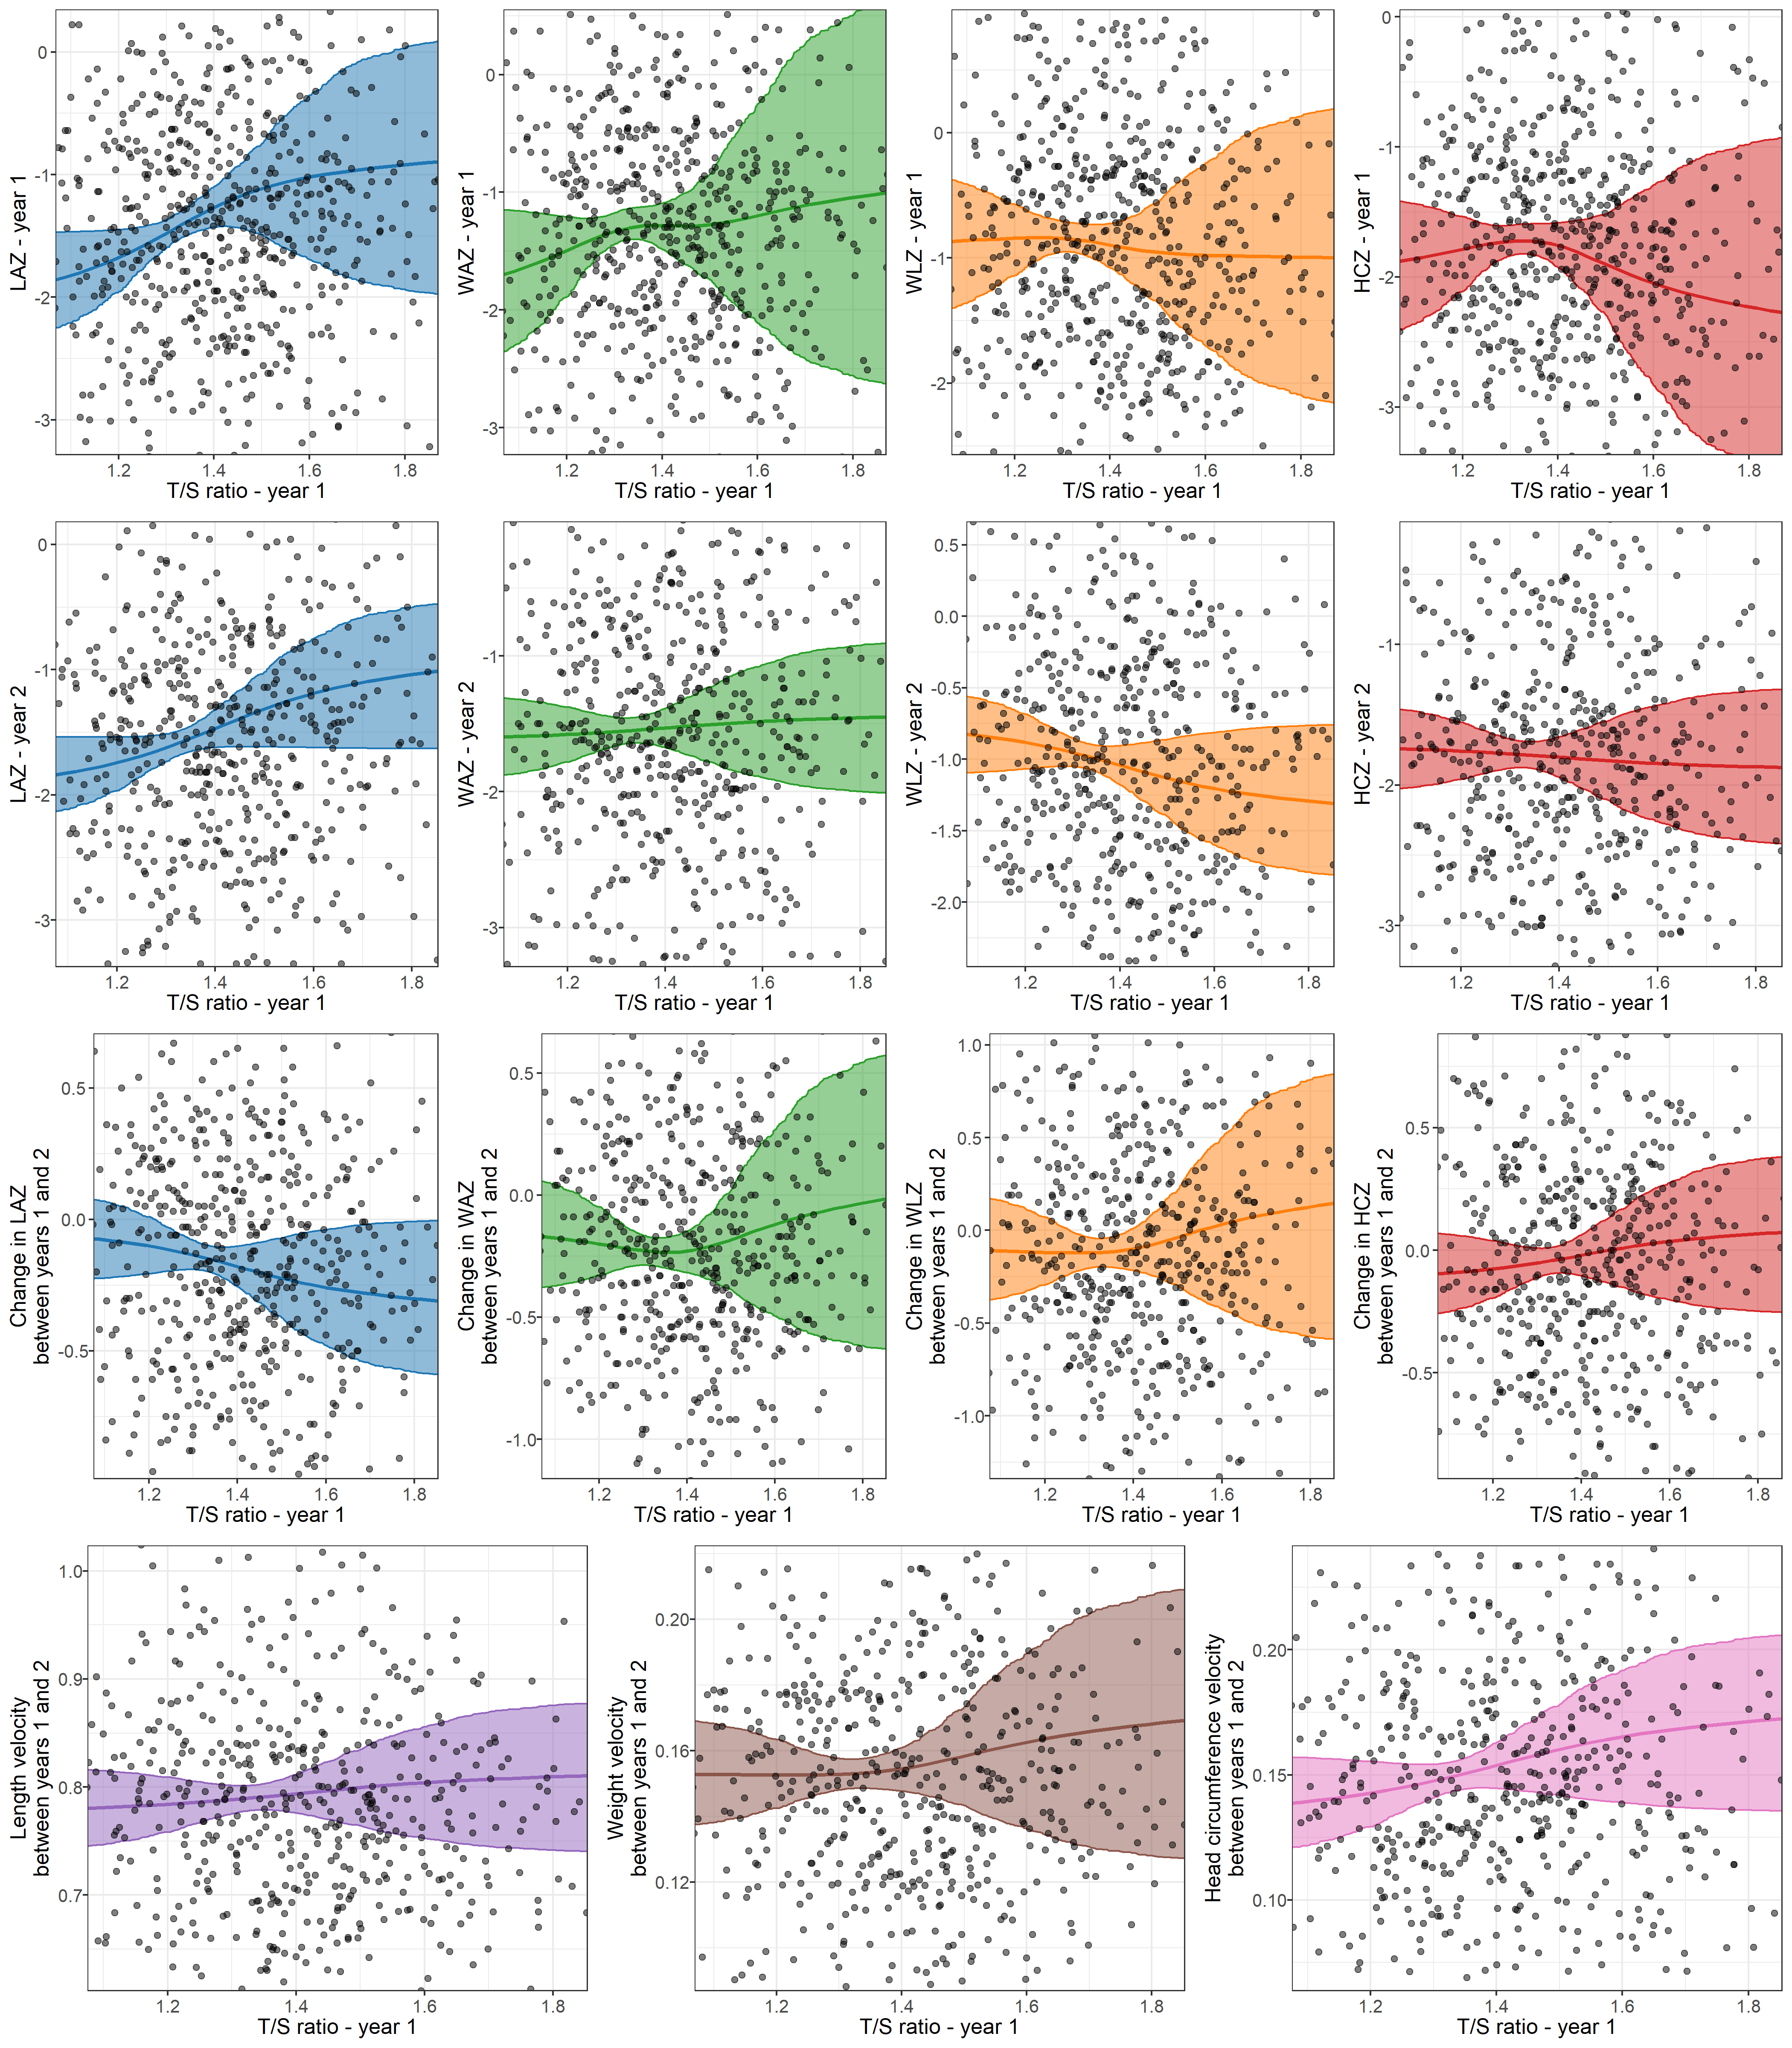 LAZ - year 1
0
-1
-2
-3
1.2 1.4 1.6 1.8
T/S ratio - year 1
WAZ - year 1
0
-1
-2
-3
1.2 1.4 1.6 1.8
T/S ratio - year 1
WLZ - year 1
0
-1
-2
1.2 1.4 1.6 1.8
T/S ratio - year 1
HCZ - year 1
0
-1
-2
-3
1.2 1.4 1.6 1.8
T/S ratio - year 1
LAZ - year 2
0
-1
-2
-3
1.2 1.4 1.6 1.8
T/S ratio - year 1
WAZ - year 2
-1
-2
-3
1.2 1.4 1.6 1.8
T/S ratio - year 1
WLZ - year 2
0.5
0.0
-0.5
-1.0
-1.5
-2.0
1.2 1.4 1.6 1.8
T/S ratio - year 1
HCZ - year 2
-1
-2
-3
1.2 1.4 1.6 1.8
T/S ratio - year 1
Change in LAZ
between years 1 and 2
0.5
0.0
-0.5
1.2 1.4 1.6 1.8
T/S ratio - year 1
Change in WAZ
between years 1 and 2
0.5
0.0
-0.5
-1.0
1.2 1.4 1.6 1.8
T/S ratio - year 1
Change in WLZ
between years 1 and 2
1.0
0.5
0.0
-0.5
-1.0
1.2 1.4 1.6 1.8
T/S ratio - year 1
Change in HCZ
between years 1 and 2
0.5
0.0
-0.5
1.2 1.4 1.6 1.8
T/S ratio - year 1
Length velocity
between years 1 and 2
1.0
0.9
0.8
0.7
1.2 1.4 1.6 1.8
T/S ratio - year 1
Weight velocity
between years 1 and 2
0.20
0.16
0.12
1.2 1.4 1.6 1.8
T/S ratio - year 1
Head circumference velocity
between years 1 and 2
0.20
0.15
0.10
1.2 1.4 1.6 1.8
T/S ratio - year 1